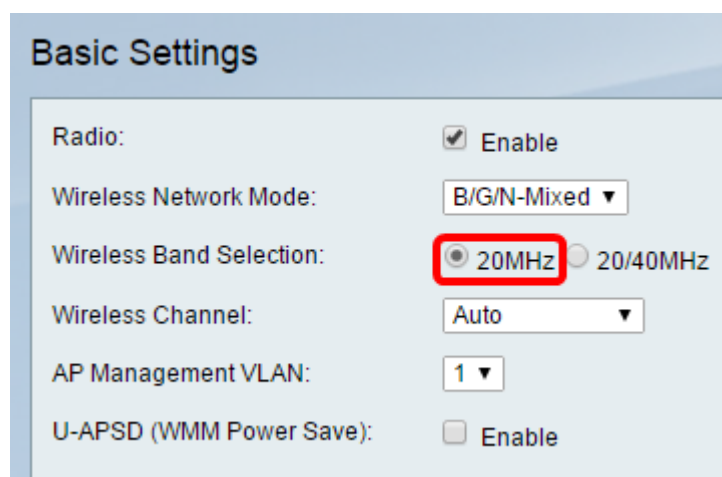 Basic Settings
Radio: Enable
Wireless Network Mode: B/G/N-Mixed
Wireless Band Selection: 20MHz 20/40MHz
Wireless Channel: Auto
AP Management VLAN: 1
U-APSD (WMM Power Save): Enable